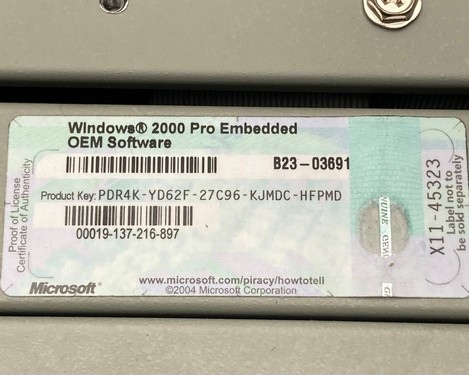 Windows® 2000 Pro Embedded
OEM Software
B23-03691
Product Key: PDR4K-YD62F-27C96-KJMDC-HFPMD
00019-137-216-897
Proof of License
Certificate of Authenticity
Microsoft®
www.microsoft.com/piracy/howtotell
©2004 Microsoft Corporation
X11-45323
Label not to
be sold separately